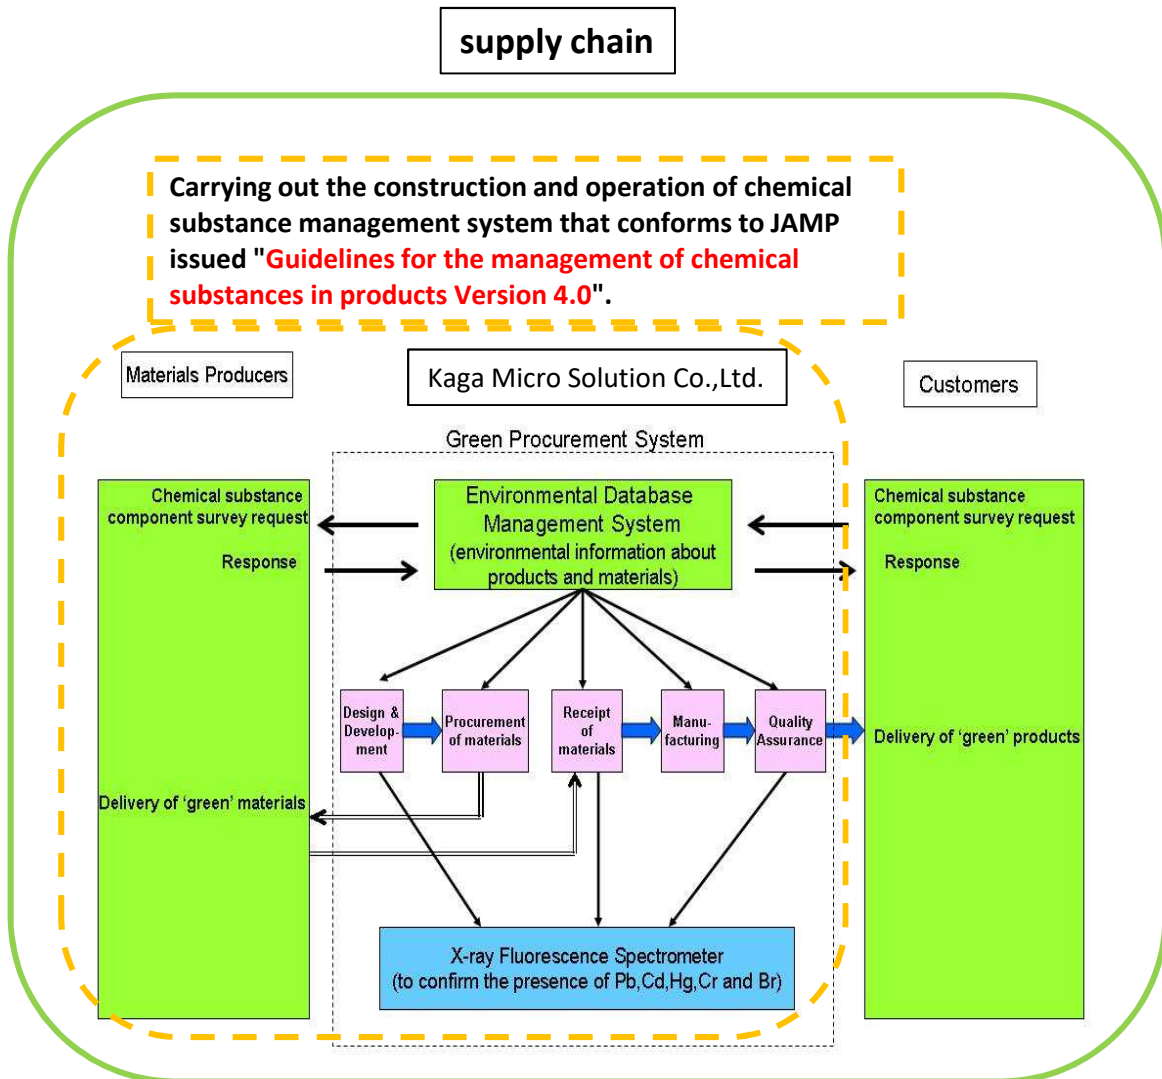 supply chain
Carrying out the construction and operation of chemical
substance management system that conforms to JAMP
issued "Guidelines for the management of chemical
substances in products Version 4.0".
Materials Producers
Kaga Micro Solution Co.,Ltd.
Customers
Green Procurement System
Chemical substance
component survey request
Response
Environmental Database
Management System
(environmental information about
products and materials)
Chemical substance
component survey request
Response
Design &
Develop-
ment
Procurement
of materials
Receipt
of
materials
Manu-
facturing
Quality
Assurance
Delivery of 'green' products
Delivery of ‘green’ materials
X-ray Fluorescence Spectrometer
(to confirm the presence of Pb,Cd,Hg,Cr and Br)